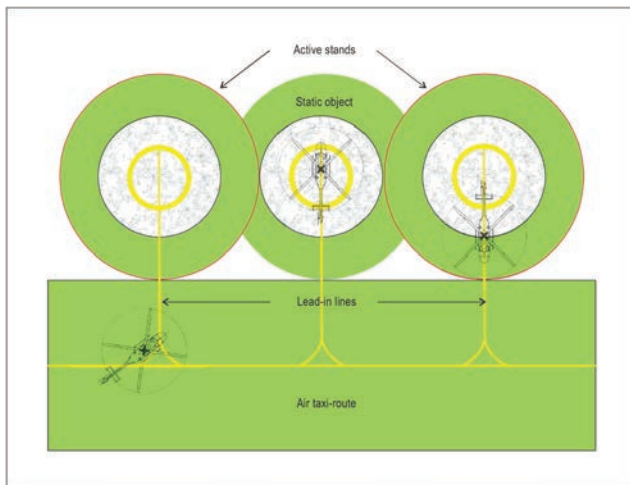 Active stands
Static object
Lead-in lines
Air taxi-route